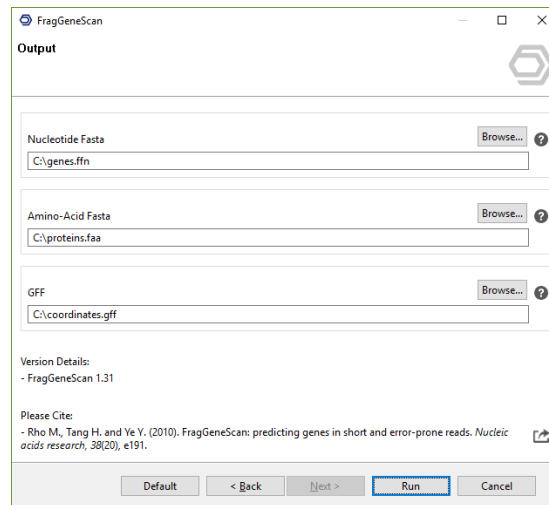 FragGeneScan
Output
Nucleotide Fasta
Browse...
?
C:\genes.ffn
Amino-Acid Fasta
Browse...
?
C:\proteins.faa
GFF
Browse...
?
C:\coordinates.gff
Version Details:
- FragGeneScan 1.31
Please Cite:
- Rho M., Tang H. and Ye Y. (2010). FragGeneScan: predicting genes in short and error-prone reads. Nucleic
acids research, 38(20), e191.
Default
< Back
Next >
Run
Cancel